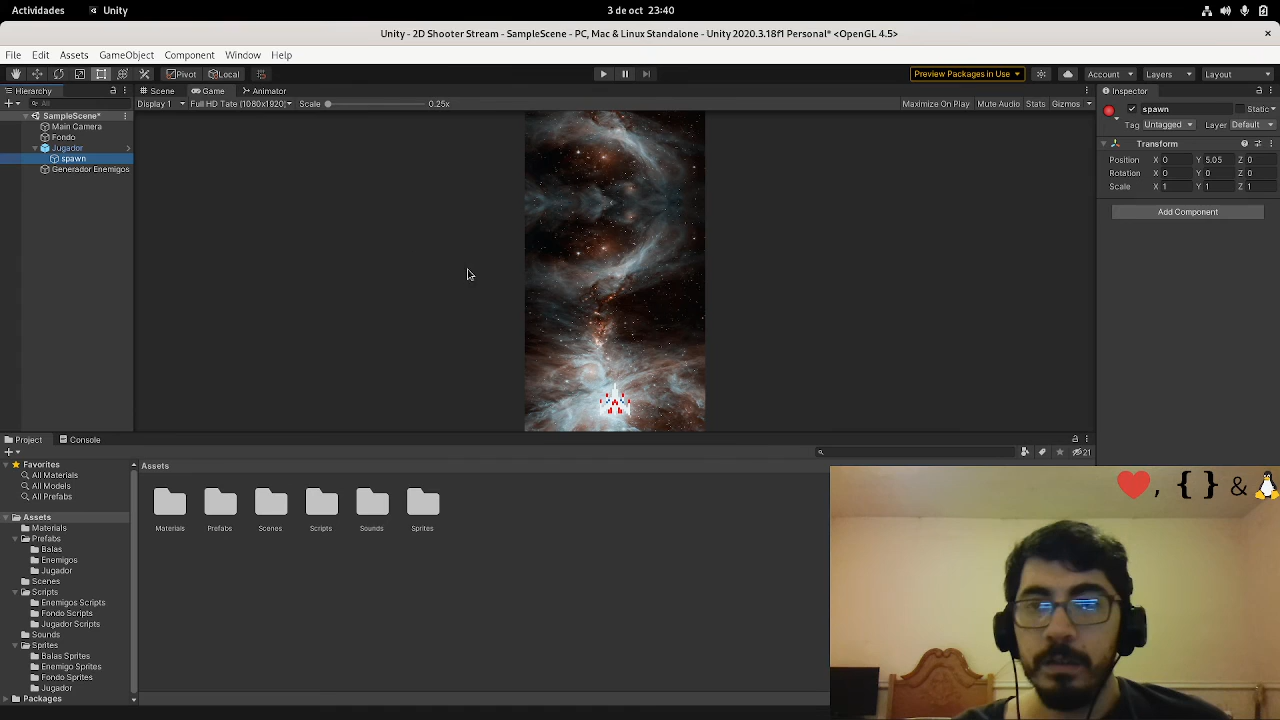 Actividades
Unity
3 de oct 23:40
Unity - 2D Shooter Stream - SampleScene - PC, Mac & Linux Standalone - Unity 2020.3.18f1 Personal* <OpenGL 4.5>
File Edit Assets GameObject Component Window Help
Pivot Local
Preview Packages in Use
Account Layers Layout
Hierarchy
Scene Game Animator
Inspector
All
Display 1 Full HD Tate (1080x1920) Scale 0.25x
Maximize On Play Mute Audio Stats Gizmos
spawn
Static
SampleScene*
Tag Untagged Layer Default
Main Camera
Fondo
Jugador
spawn
Generador Enemigos
Transform
Position X 0 Y 5.05 Z 0
Rotation X 0 Y 0 Z 0
Scale X 1 Y 1 Z 1
Add Component
Project Console
21
Favorites
All Materials
All Models
All Prefabs
Assets
Materials
Prefabs
Balas
Enemigos
Jugador
Scenes
Scripts
Enemigos Scripts
Fondo Scripts
Jugador Scripts
Sounds
Sprites
Balas Sprites
Enemigo Sprites
Fondo Sprites
Jugador
Packages
Assets
Materials Prefabs Scenes Scripts Sounds Sprites
, { } &